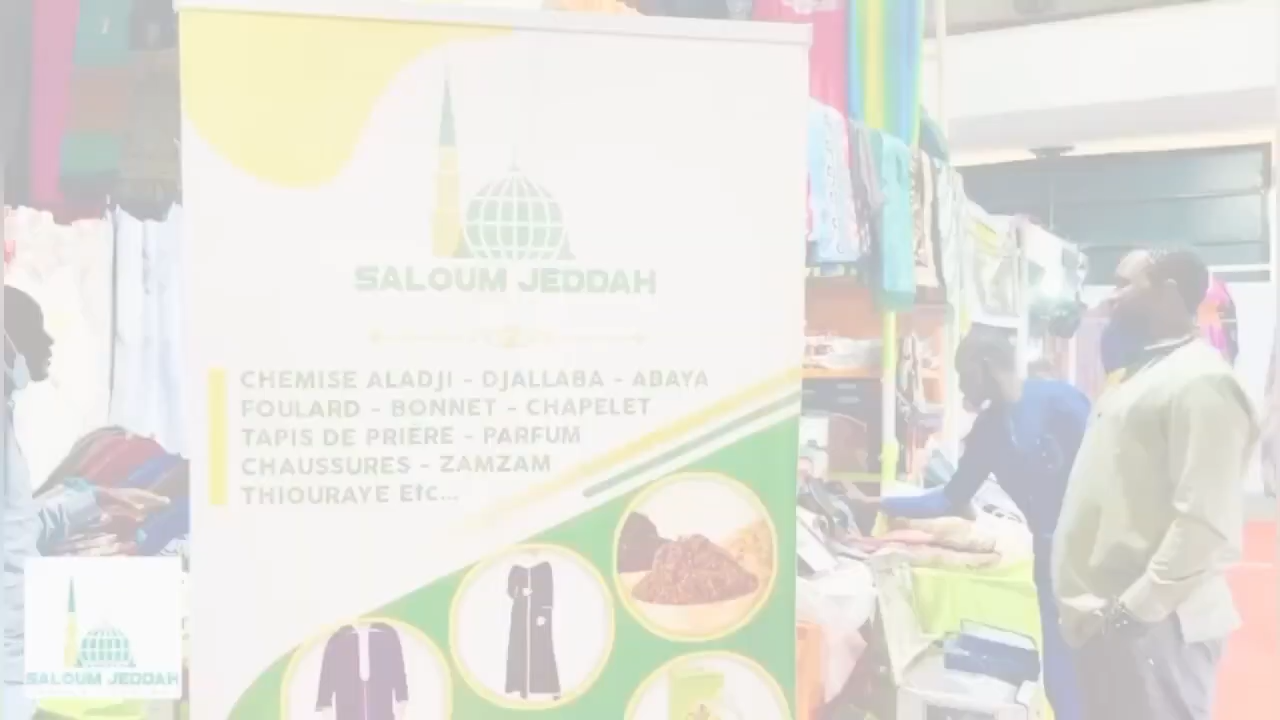 SALOUM JEDDAH
CHEMISE ALADJI - DJALLABA - ABAYA
FOULARD - BONNET - CHAPELET
TAPIS DE PRIERE - PARFUM
CHAUSSURES - ZAMZAM
THIOURAYE Etc...
SALOUM JEDDAH